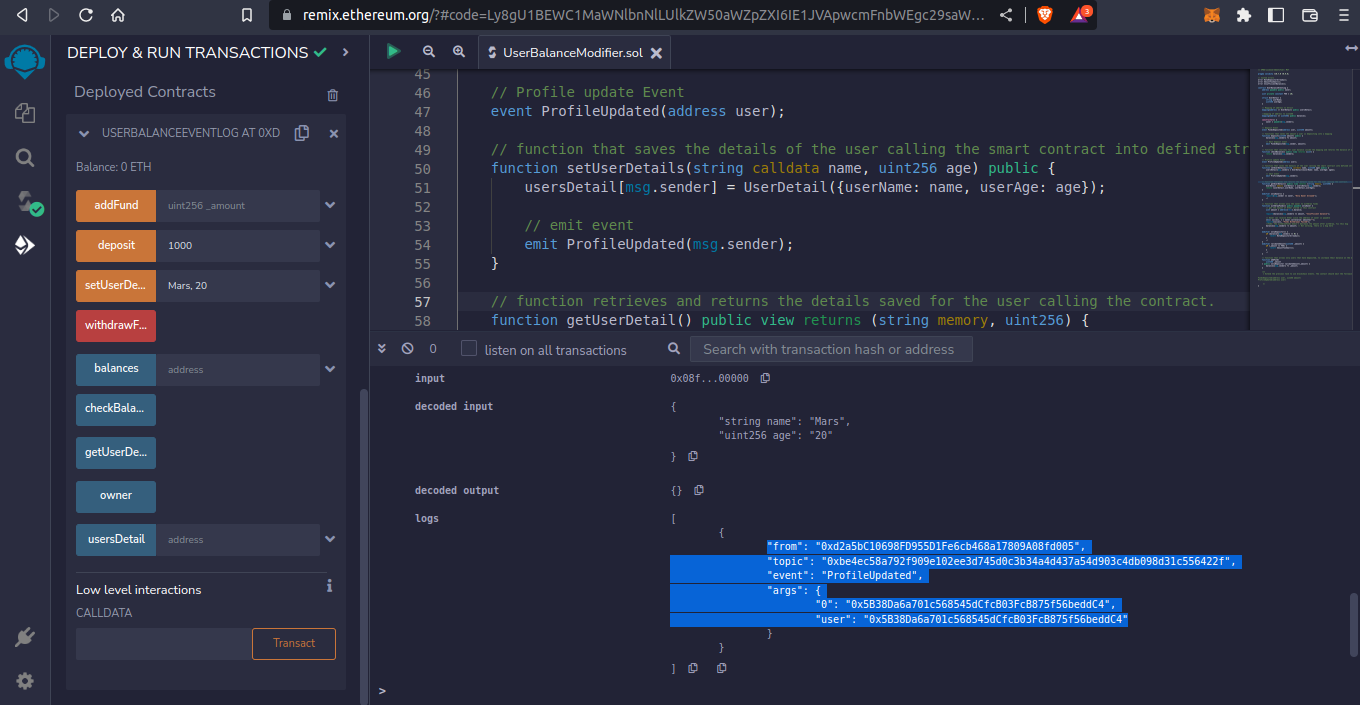 remix.ethereum.org/?#code=Ly8gU1BEWC1MaWNlbnNlLUlkZW50aWZpZXI6IE1JVApwcmFnbWEgc29saW...
3
DEPLOY & RUN TRANSACTIONS
UserBalanceModifier.sol
Deployed Contracts
USERBALANCEEVENTLOG AT 0XD
Balance: 0 ETH
addFund uint256 _amount
deposit 1000
setUserDe... Mars, 20
withdrawF...
balances address
checkBala...
getUserDe...
owner
usersDetail address
Low level interactions
i
CALLDATA
Transact
45
46 // Profile update Event
47 event ProfileUpdated(address user);
48
49 // function that saves the details of the user calling the smart contract into defined str
50 function setUserDetails(string calldata name, uint256 age) public {
51 usersDetail[msg.sender] = UserDetail({userName: name, userAge: age});
52
53 // emit event
54 emit ProfileUpdated(msg.sender);
55 }
56
57 // function retrieves and returns the details saved for the user calling the contract.
58 function getUserDetail() public view returns (string memory, uint256) {
0 listen on all transactions Search with transaction hash or address
input 0x08f...00000
decoded input {
"string name": "Mars",
"uint256 age": "20"
}
decoded output {}
logs [
{
"from": "0xd2a5bC10698FD955D1Fe6cb468a17809A08fd005",
"topic": "0xbe4ec58a792f909e102ee3d745d0c3b34a4d437a54d903c4db098d31c556422f",
"event": "ProfileUpdated",
"args": {
"0": "0x5B38Da6a701c568545dCfcB03FcB875f56beddC4",
"user": "0x5B38Da6a701c568545dCfcB03FcB875f56beddC4"
}
}
]
>